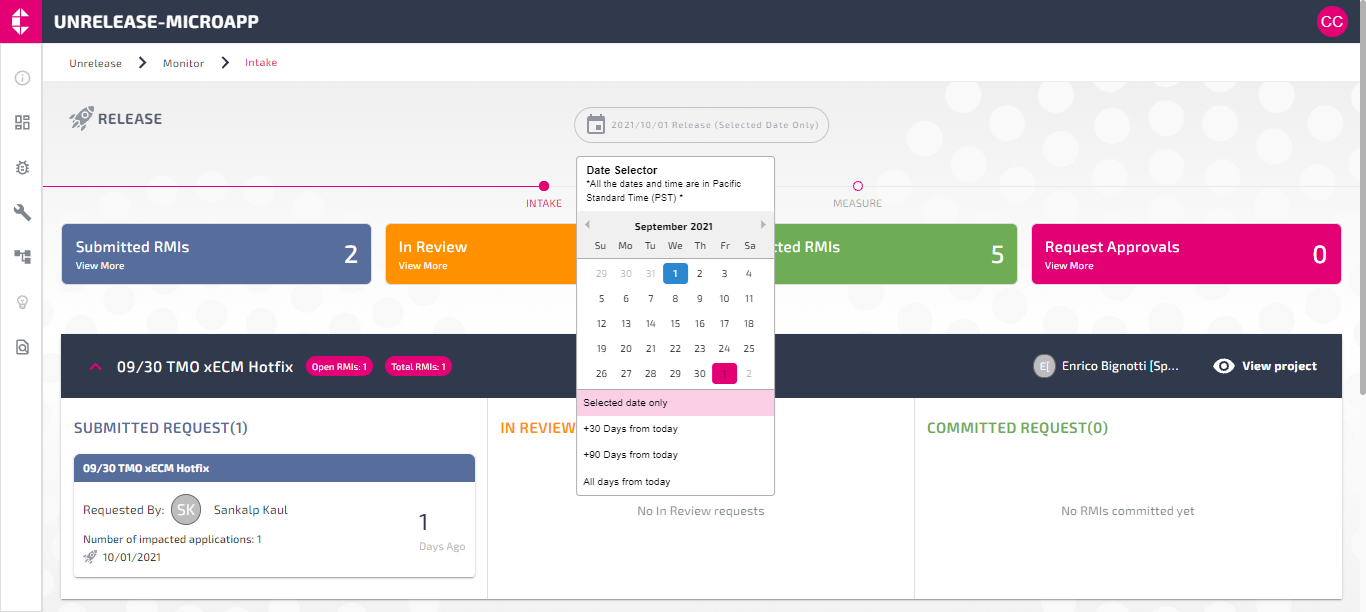 UNRELEASE-MICROAPP
CC
Unrelease
Monitor
Intake
RELEASE
2021/10/01 Release (Selected Date Only)
Date Selector
*All the dates and time are in Pacific
Standard Time (PST) *
INTAKE
MEASURE
September 2021
Su Mo Tu We Th Fr Sa
29 30 31 1 2 3 4
5 6 7 8 9 10 11
12 13 14 15 16 17 18
19 20 21 22 23 24 25
26 27 28 29 30 1 2
Selected date only
+30 Days from today
+90 Days from today
All days from today
Submitted RMIs
View More
2
In Review
View More
cted RMIs
5
Request Approvals
View More
0
09/30 TMO xECM Hotfix
Open RMIs: 1
Total RMIs: 1
E[
Enrico Bignotti [Sp...
View project
SUBMITTED REQUEST(1)
IN REVIEW
COMMITTED REQUEST(0)
09/30 TMO xECM Hotfix
Requested By: SK Sankalp Kaul
1
Days Ago
Number of impacted applications: 1
10/01/2021
No In Review requests
No RMIs committed yet